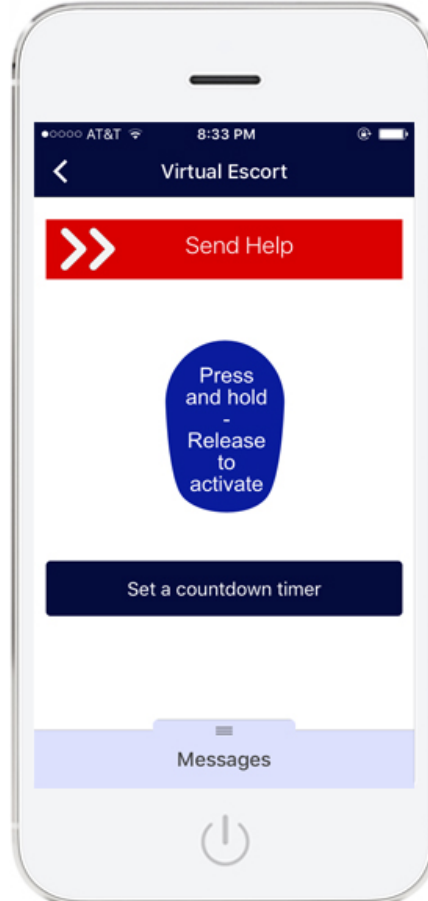 AT&T 8:33 PM
Virtual Escort
Send Help
Press
and hold
-
Release
to
activate
Set a countdown timer
Messages